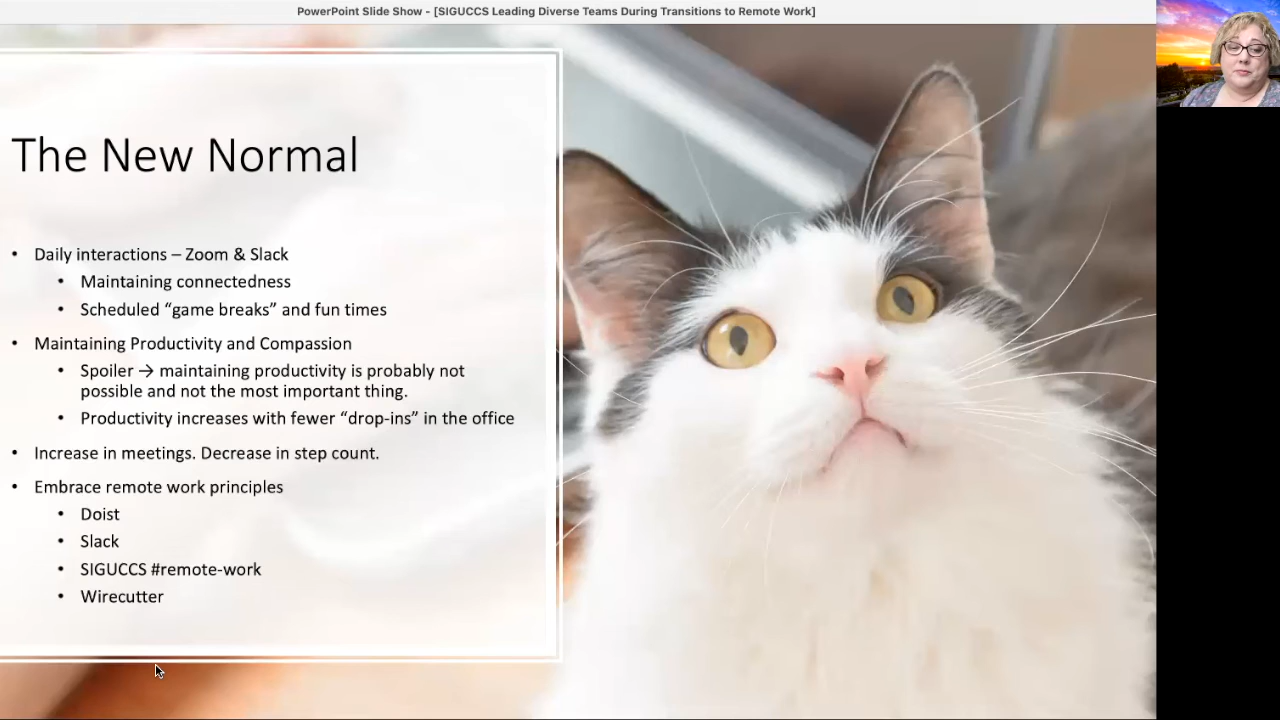 PowerPoint Slide Show - [SIGUCCS Leading Diverse Teams During Transitions to Remote Work]
The New Normal
• Daily interactions – Zoom & Slack
• Maintaining connectedness
• Scheduled “game breaks” and fun times
• Maintaining Productivity and Compassion
• Spoiler → maintaining productivity is probably not
possible and not the most important thing.
• Productivity increases with fewer “drop-ins” in the office
• Increase in meetings. Decrease in step count.
• Embrace remote work principles
• Doist
• Slack
• SIGUCCS #remote-work
• Wirecutter